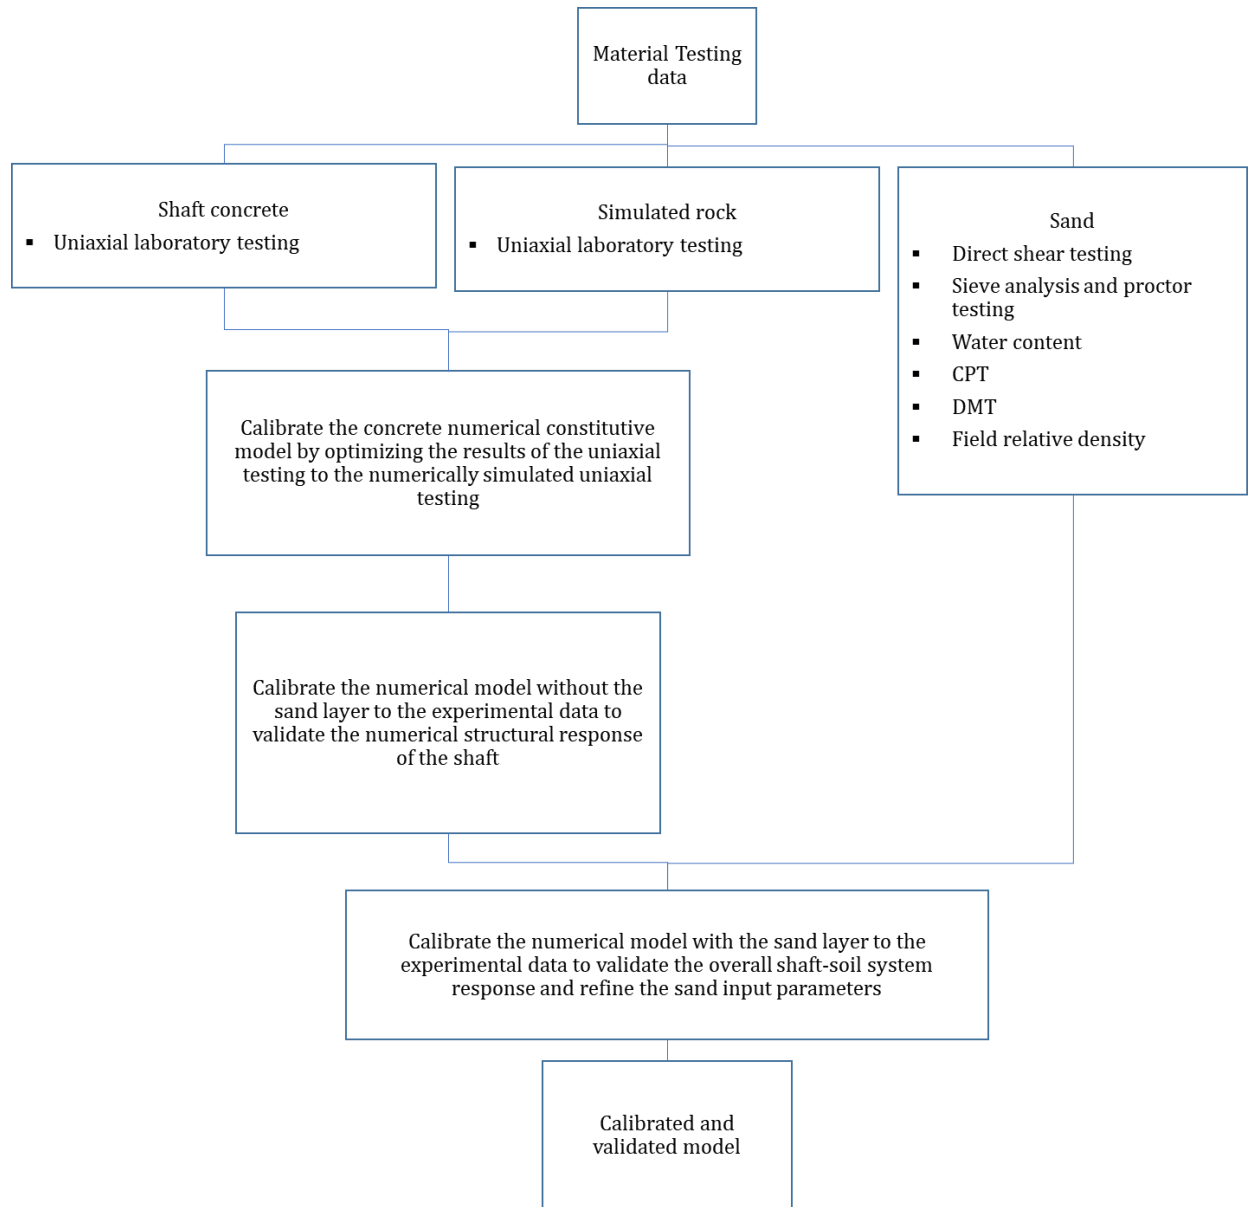 Material Testing
data
Shaft concrete
▪ Uniaxial laboratory testing
Simulated rock
▪ Uniaxial laboratory testing
Sand
▪ Direct shear testing
▪ Sieve analysis and proctor
testing
▪ Water content
▪ CPT
▪ DMT
▪ Field relative density
Calibrate the concrete numerical constitutive
model by optimizing the results of the uniaxial
testing to the numerically simulated uniaxial
testing
Calibrate the numerical model without the
sand layer to the experimental data to
validate the numerical structural response
of the shaft
Calibrate the numerical model with the sand layer to the
experimental data to validate the overall shaft-soil system
response and refine the sand input parameters
Calibrated and
validated model